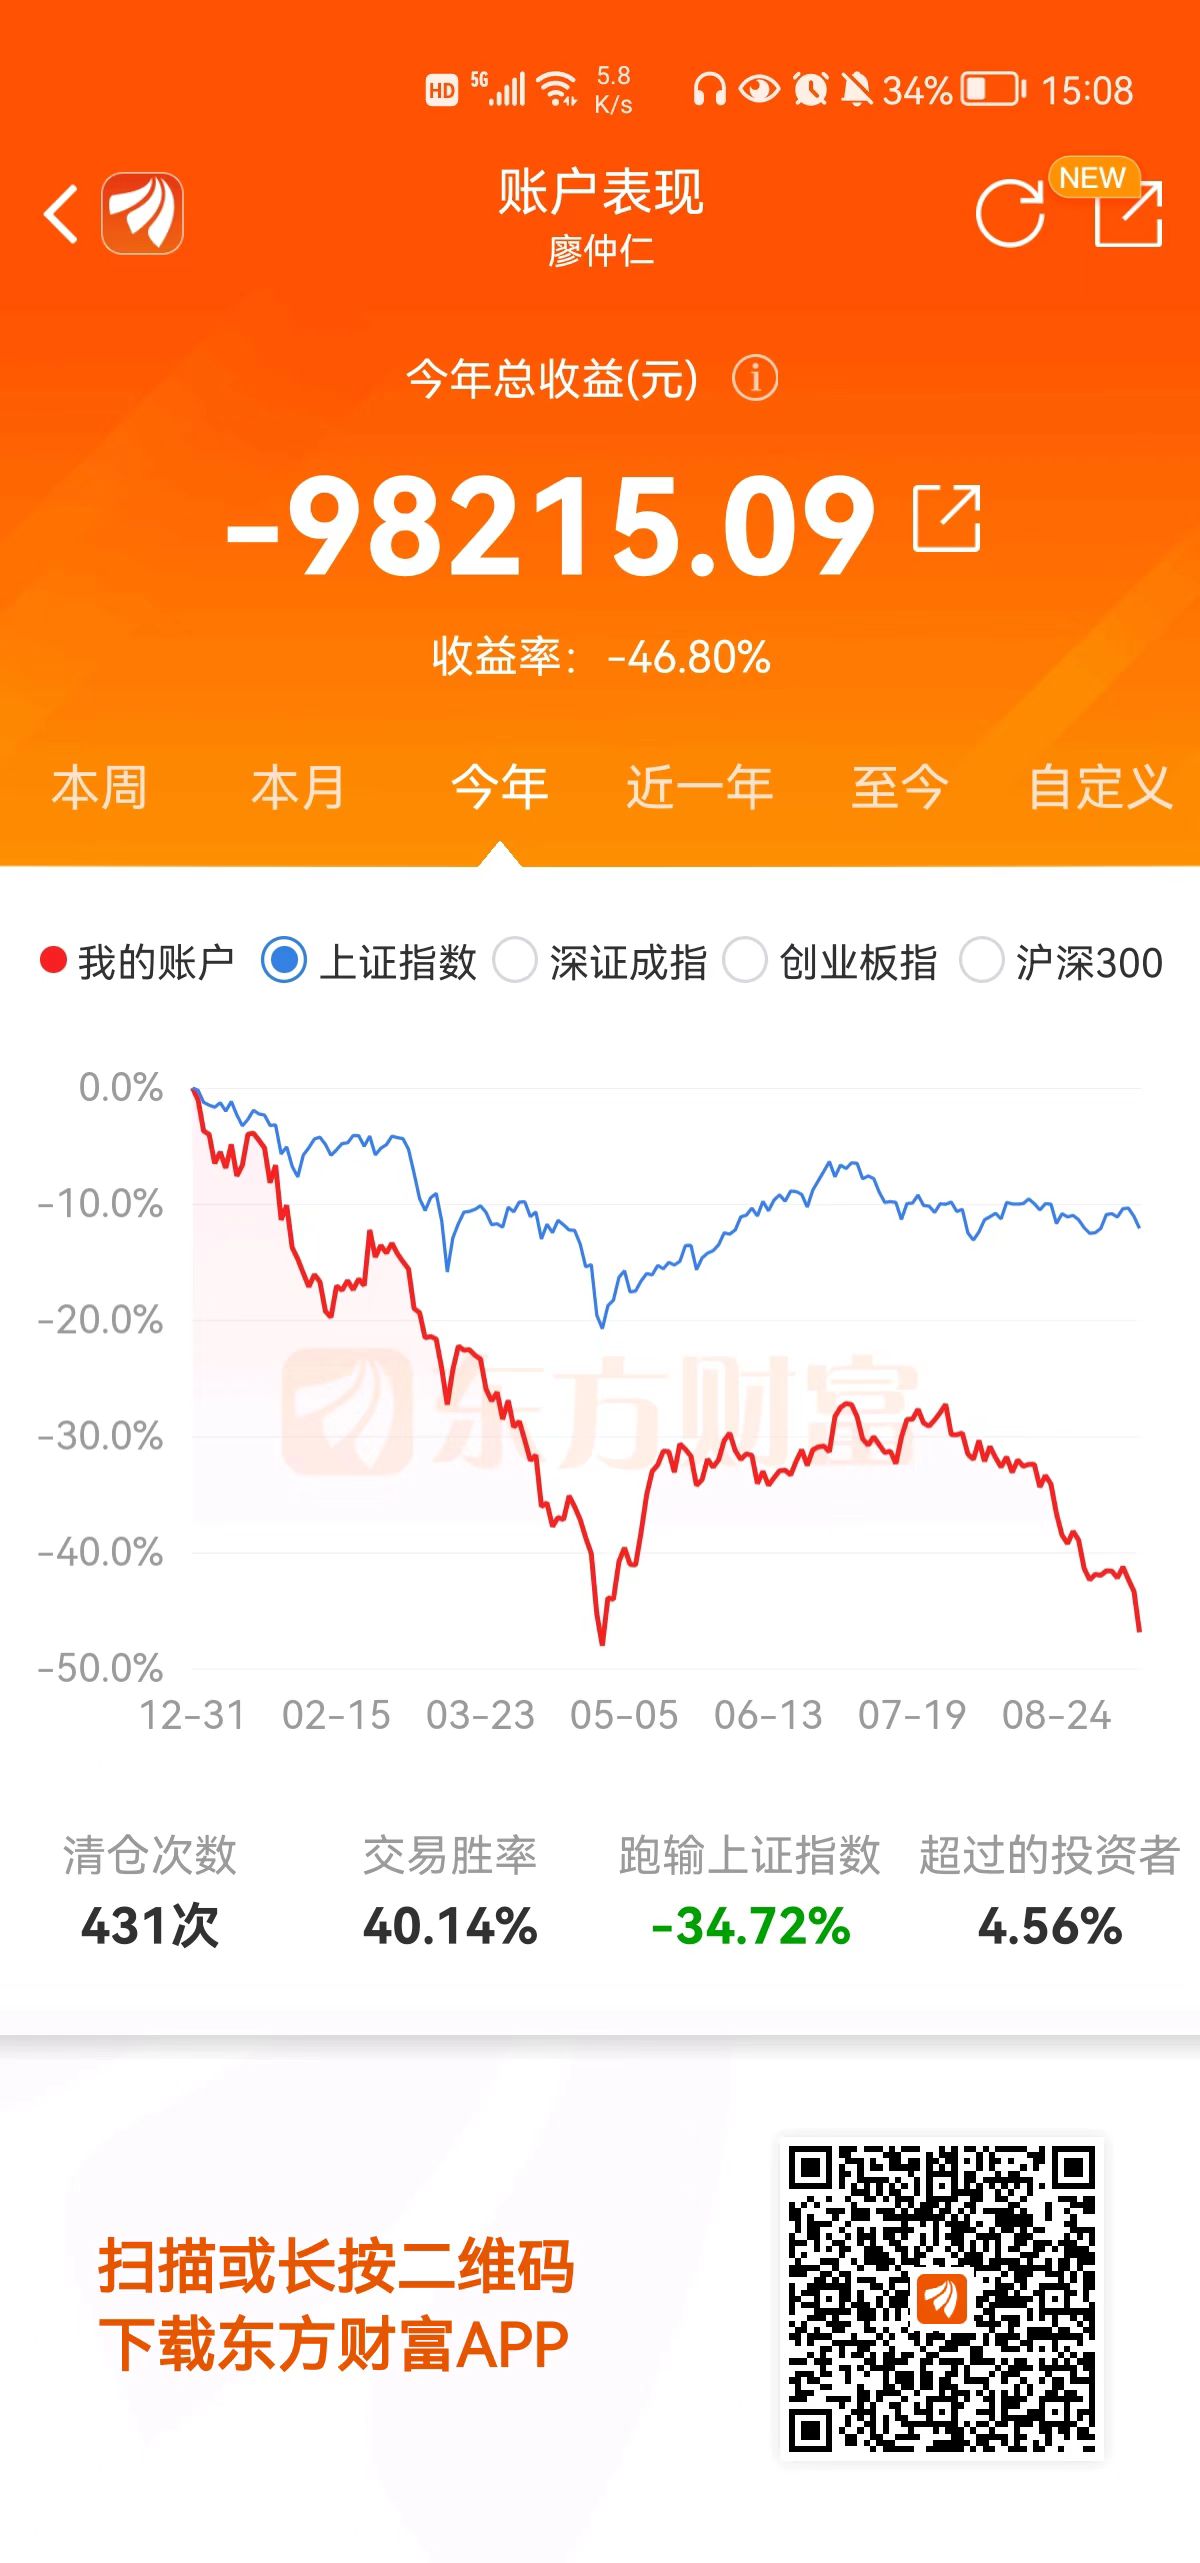 HD 5G 5.8 K/s 34% 15:08
账户表现
NEW
廖仲仁
今年总收益(元)
-98215.09
收益率：-46.80%
本周 本月 今年 近一年 至今 自定义
我的账户 上证指数 深证成指 创业板指 沪深300
0.0%
-10.0%
-20.0%
东方财富
-30.0%
-40.0%
-50.0%
12-31 02-15 03-23 05-05 06-13 07-19 08-24
清仓次数 交易胜率 跑输上证指数 超过的投资者
431次 40.14% -34.72% 4.56%
扫描或长按二维码
下载东方财富APP